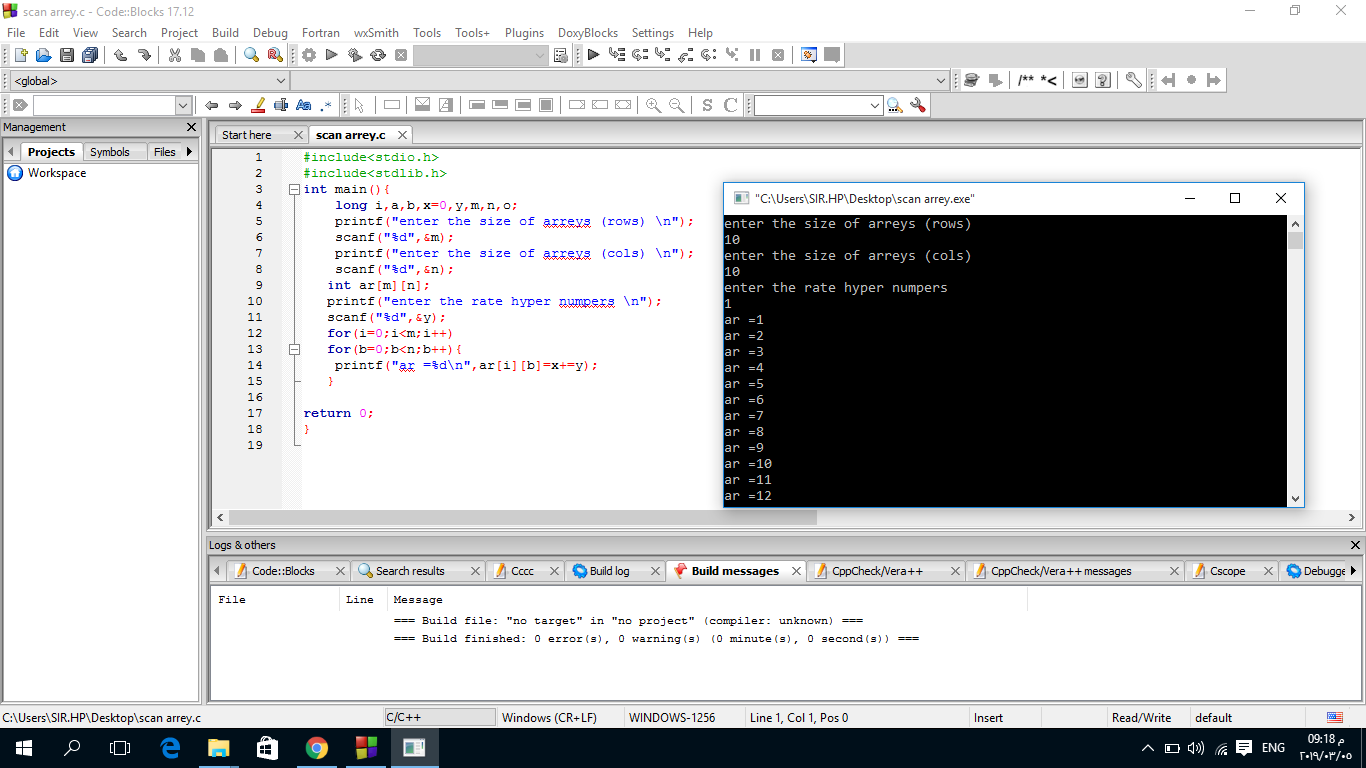 scan arrey.c - Code::Blocks 17.12
File Edit View Search Project Build Debug Fortran wxSmith Tools Tools+ Plugins DoxyBlocks Settings Help
<global>
/** *<
Aa .*
S C
Management
Projects Symbols Files
Workspace
Start here scan arrey.c
1 #include<stdio.h>
2 #include<stdlib.h>
3 int main(){
4 long i,a,b,x=0,y,m,n,o;
5 printf("enter the size of arreys (rows) \n");
6 scanf("%d",&m);
7 printf("enter the size of arreys (cols) \n");
8 scanf("%d",&n);
9 int ar[m][n];
10 printf("enter the rate hyper numpers \n");
11 scanf("%d",&y);
12 for(i=0;i<m;i++)
13 for(b=0;b<n;b++){
14 printf("ar =%d\n",ar[i][b]=x+=y);
15 }
16
17 return 0;
18 }
19
"C:\Users\SIR.HP\Desktop\scan arrey.exe"
enter the size of arreys (rows)
10
enter the size of arreys (cols)
10
enter the rate hyper numpers
1
ar =1
ar =2
ar =3
ar =4
ar =5
ar =6
ar =7
ar =8
ar =9
ar =10
ar =11
ar =12
Logs & others
Code::Blocks Search results Cccc Build log Build messages CppCheck/Vera++ CppCheck/Vera++ messages Cscope Debugge
File Line Message
=== Build file: "no target" in "no project" (compiler: unknown) ===
=== Build finished: 0 error(s), 0 warning(s) (0 minute(s), 0 second(s)) ===
C:\Users\SIR.HP\Desktop\scan arrey.c C/C++ Windows (CR+LF) WINDOWS-1256 Line 1, Col 1, Pos 0 Insert Read/Write default
ENG
09:18 م
٢٠١٩/٠٣/٠٥